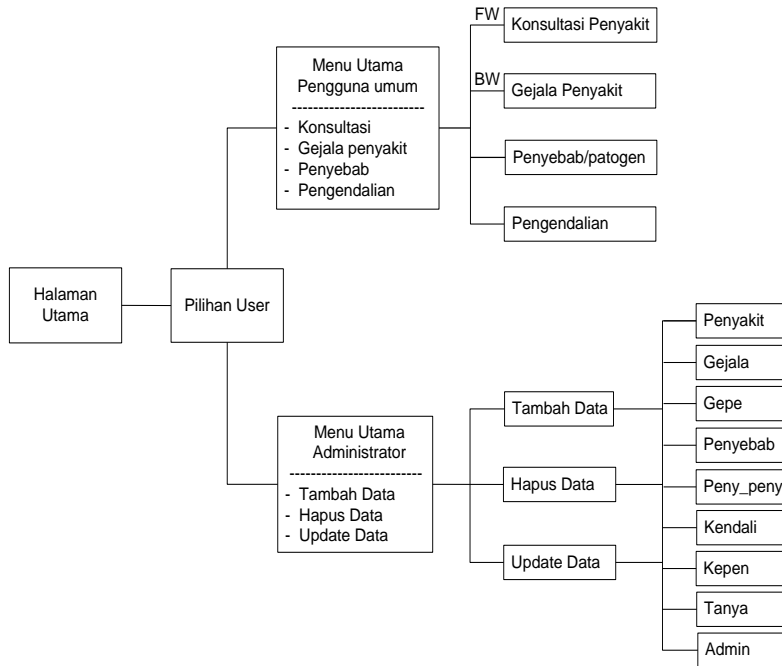 FW
Konsultasi Penyakit
Menu Utama
Pengguna umum
------------------------
- Konsultasi
- Gejala penyakit
- Penyebab
- Pengendalian
BW
Gejala Penyakit
Penyebab/patogen
Pengendalian
Halaman
Utama
Pilihan User
Menu Utama
Administrator
------------------------
- Tambah Data
- Hapus Data
- Update Data
Tambah Data
Hapus Data
Update Data
Penyakit
Gejala
Gepe
Penyebab
Peny_peny
Kendali
Kepen
Tanya
Admin